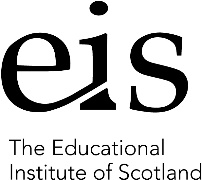 eis
The Educational
Institute of Scotland